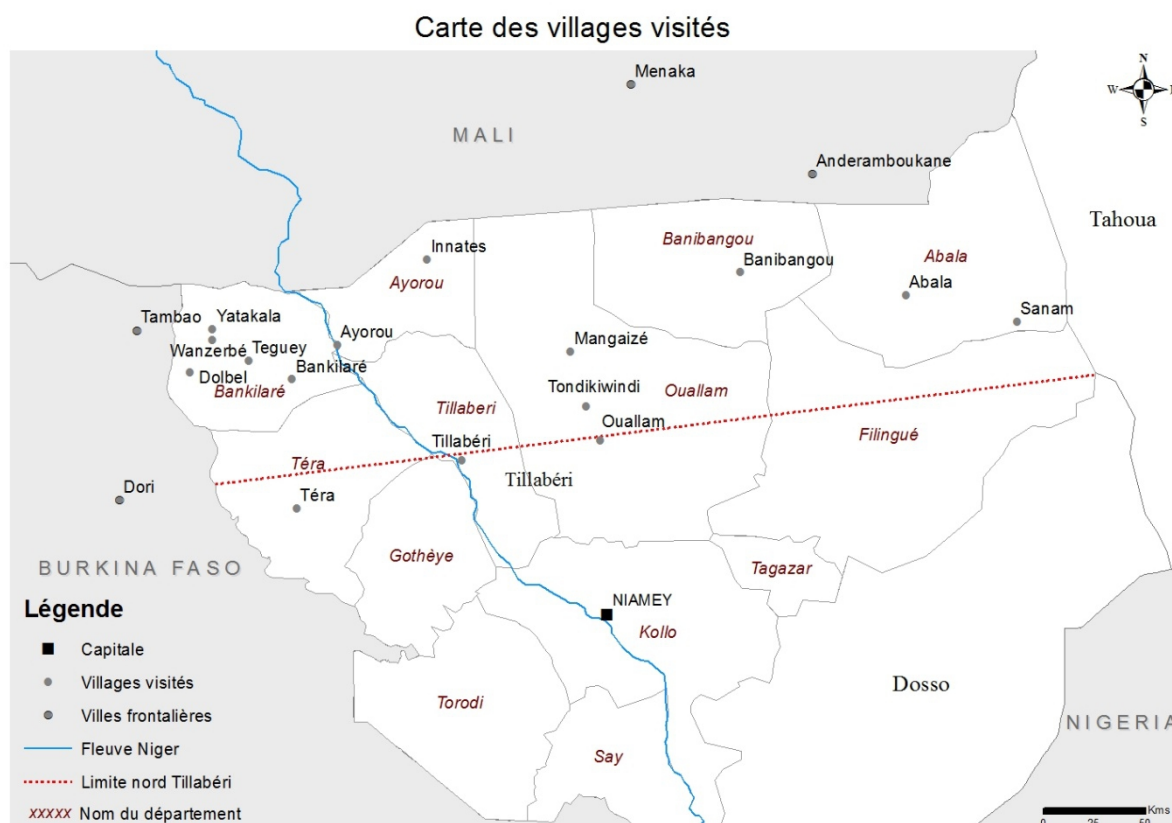 Carte des villages visités
N
W
E
S
Menaka
MALI
Anderamboukane
Tahoua
Innates
Banibangou
Banibangou
Abala
Abala
Ayorou
Tambao
Yatakala
Ayorou
Sanam
Wanzerbé
Teguey
Mangaizé
Dolbel
Bankilaré
Bankilaré
Tondikiwindi
Ouallam
Tillaberi
Ouallam
Filingué
Tillabéri
Téra
Tillabéri
Dori
Téra
BURKINA FASO
Gothèye
Tagazar
NIAMEY
Kollo
Dosso
Torodi
NIGERIA
Say
Légende
Capitale
Villages visités
Villes frontalières
Fleuve Niger
Limite nord Tillabéri
xxxxx Nom du département
Kms
0 25 50